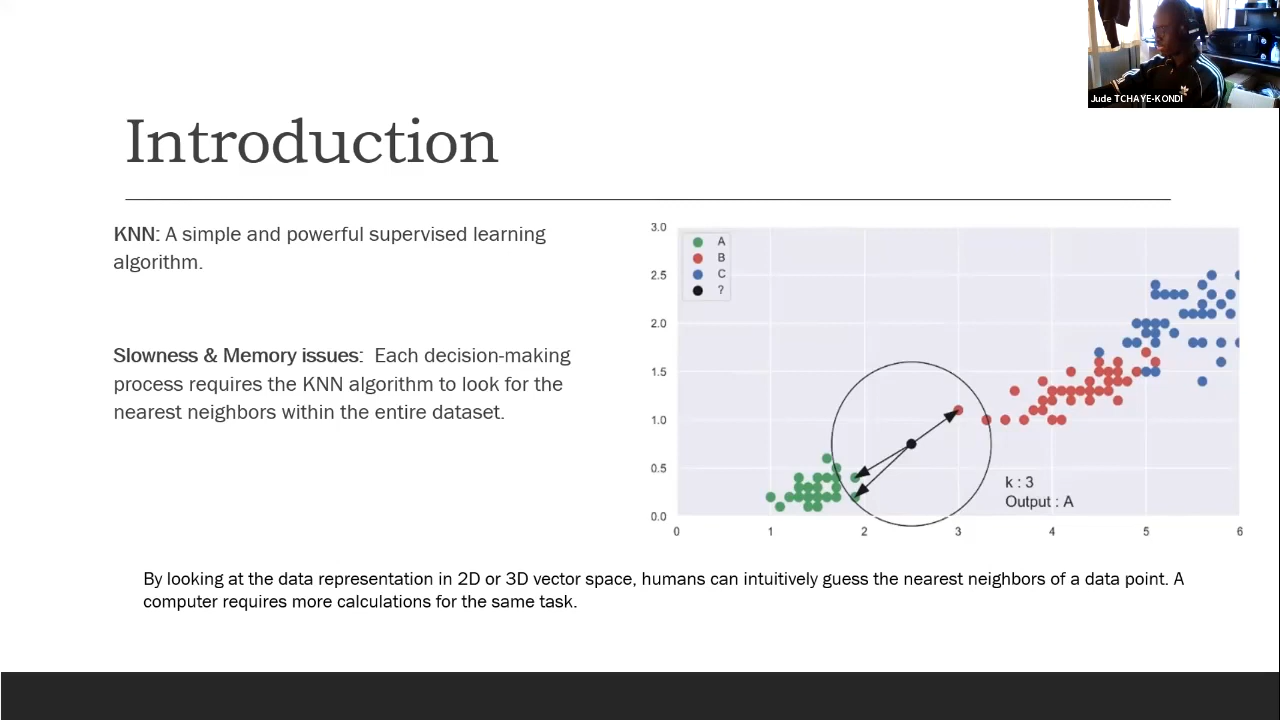 Jude TCHAYE-KONDI
Introduction
KNN: A simple and powerful supervised learning
algorithm.
Slowness & Memory issues:  Each decision-making
process requires the KNN algorithm to look for the
nearest neighbors within the entire dataset.
3.0
2.5
2.0
1.5
1.0
0.5
0.0
A
B
C
?
k : 3
Output : A
0 1 2 3 4 5 6
By looking at the data representation in 2D or 3D vector space, humans can intuitively guess the nearest neighbors of a data point. A
computer requires more calculations for the same task.